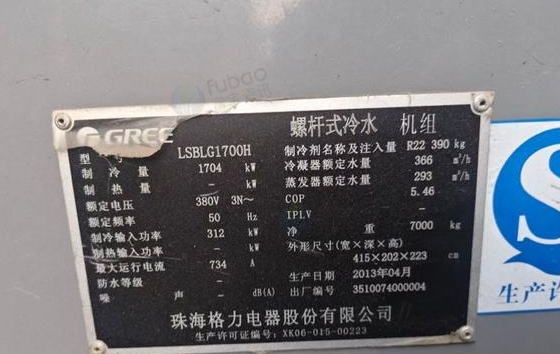 fubao
GREE
螺杆式冷水 机组
型号 LSBLG1700H
制冷剂名称及注入量 R22 390 kg
制冷量 1704 kW
冷凝器额定水量 366 m³/h
制热量 - kW
蒸发器额定水量 293 m³/h
额定电压 380V 3N～
COP 5.46
额定频率 50 Hz
IPLV -
制冷输入功率 312 kW
净重 7000 kg
制热输入功率 - kW
外形尺寸(宽×深×高)
最大运行电流 734 A
415×202×223 cm
防水等级 -
生产日期 2013年04月
噪声 - dB(A)
出厂编号 3510074000004
珠海格力电器股份有限公司
生产许可证编号: XK06-015-00223
生产许